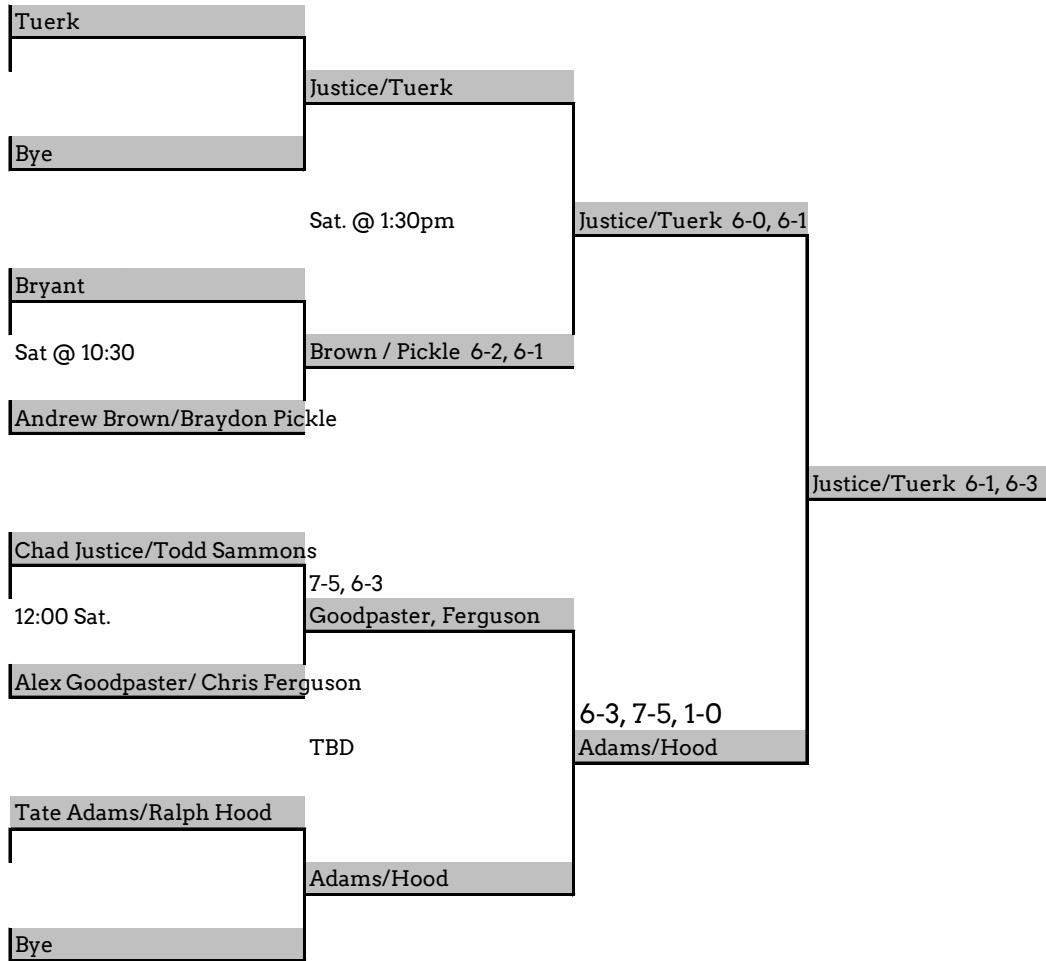 Tuerk
Justice/Tuerk
Bye
Sat. @ 1:30pm
Justice/Tuerk 6-0, 6-1
Bryant
Sat @ 10:30
Brown / Pickle 6-2, 6-1
Andrew Brown/Braydon Pickle
Justice/Tuerk 6-1, 6-3
Chad Justice/Todd Sammons
7-5, 6-3
12:00 Sat.
Goodpaster, Ferguson
Alex Goodpaster/ Chris Ferguson
6-3, 7-5, 1-0
TBD
Adams/Hood
Tate Adams/Ralph Hood
Adams/Hood
Bye